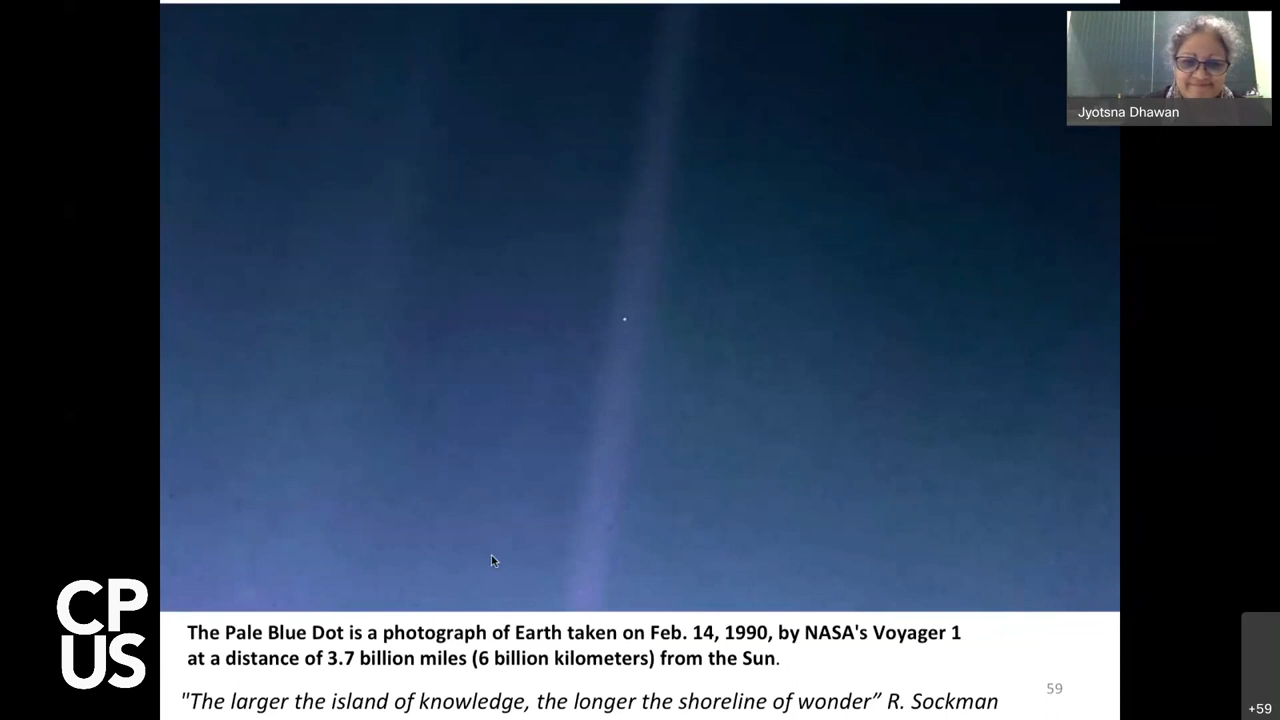 Jyotsna Dhawan
CP
US
The Pale Blue Dot is a photograph of Earth taken on Feb. 14, 1990, by NASA's Voyager 1
at a distance of 3.7 billion miles (6 billion kilometers) from the Sun.
"The larger the island of knowledge, the longer the shoreline of wonder” R. Sockman
59
+59